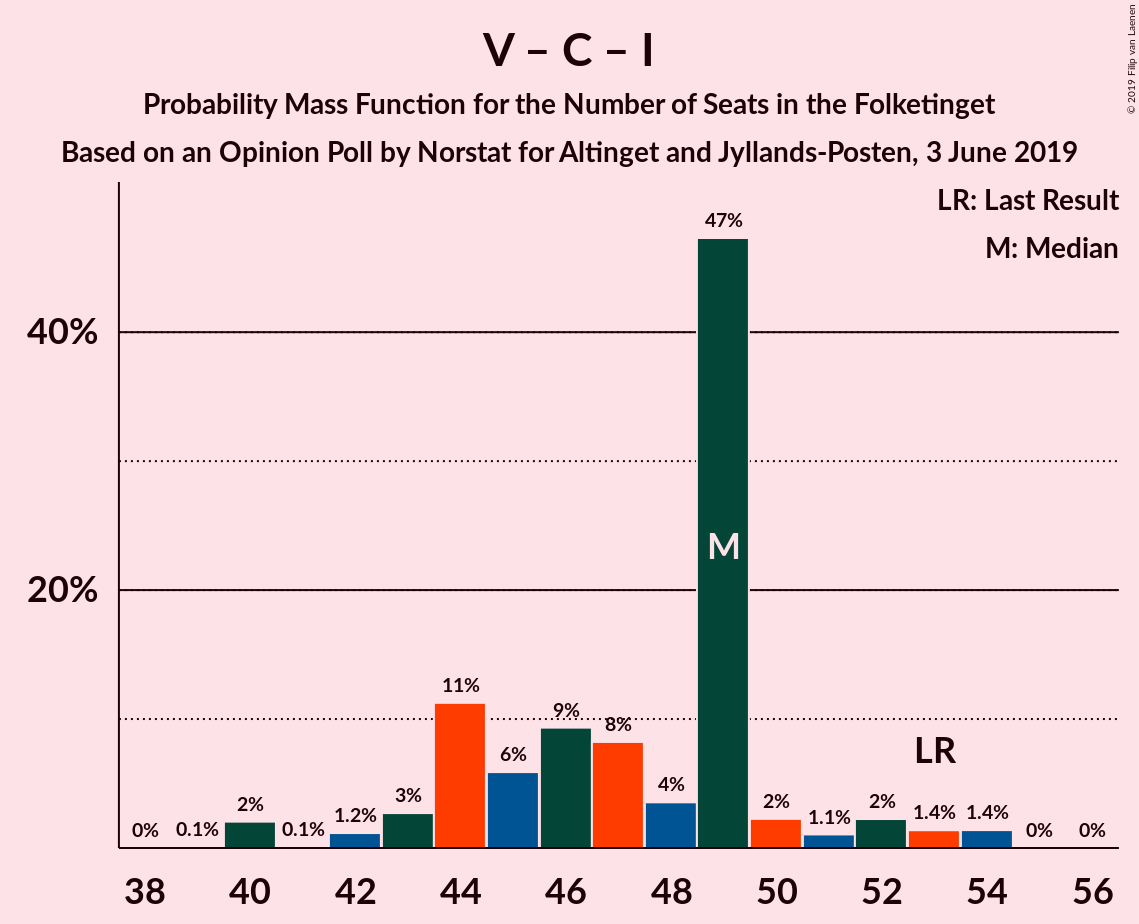 V – C – I
Probability Mass Function for the Number of Seats in the Folketinget
Based on an Opinion Poll by Norstat for Altinget and Jyllands-Posten, 3 June 2019
© 2019 Filip van Laenen
LR: Last Result
M: Median
40%
20%
0%
0.1%
2%
0.1%
1.2%
3%
11%
6%
9%
8%
4%
47%
M
2%
1.1%
2%
1.4%
LR
1.4%
0%
0%
38 40 42 44 46 48 50 52 54 56